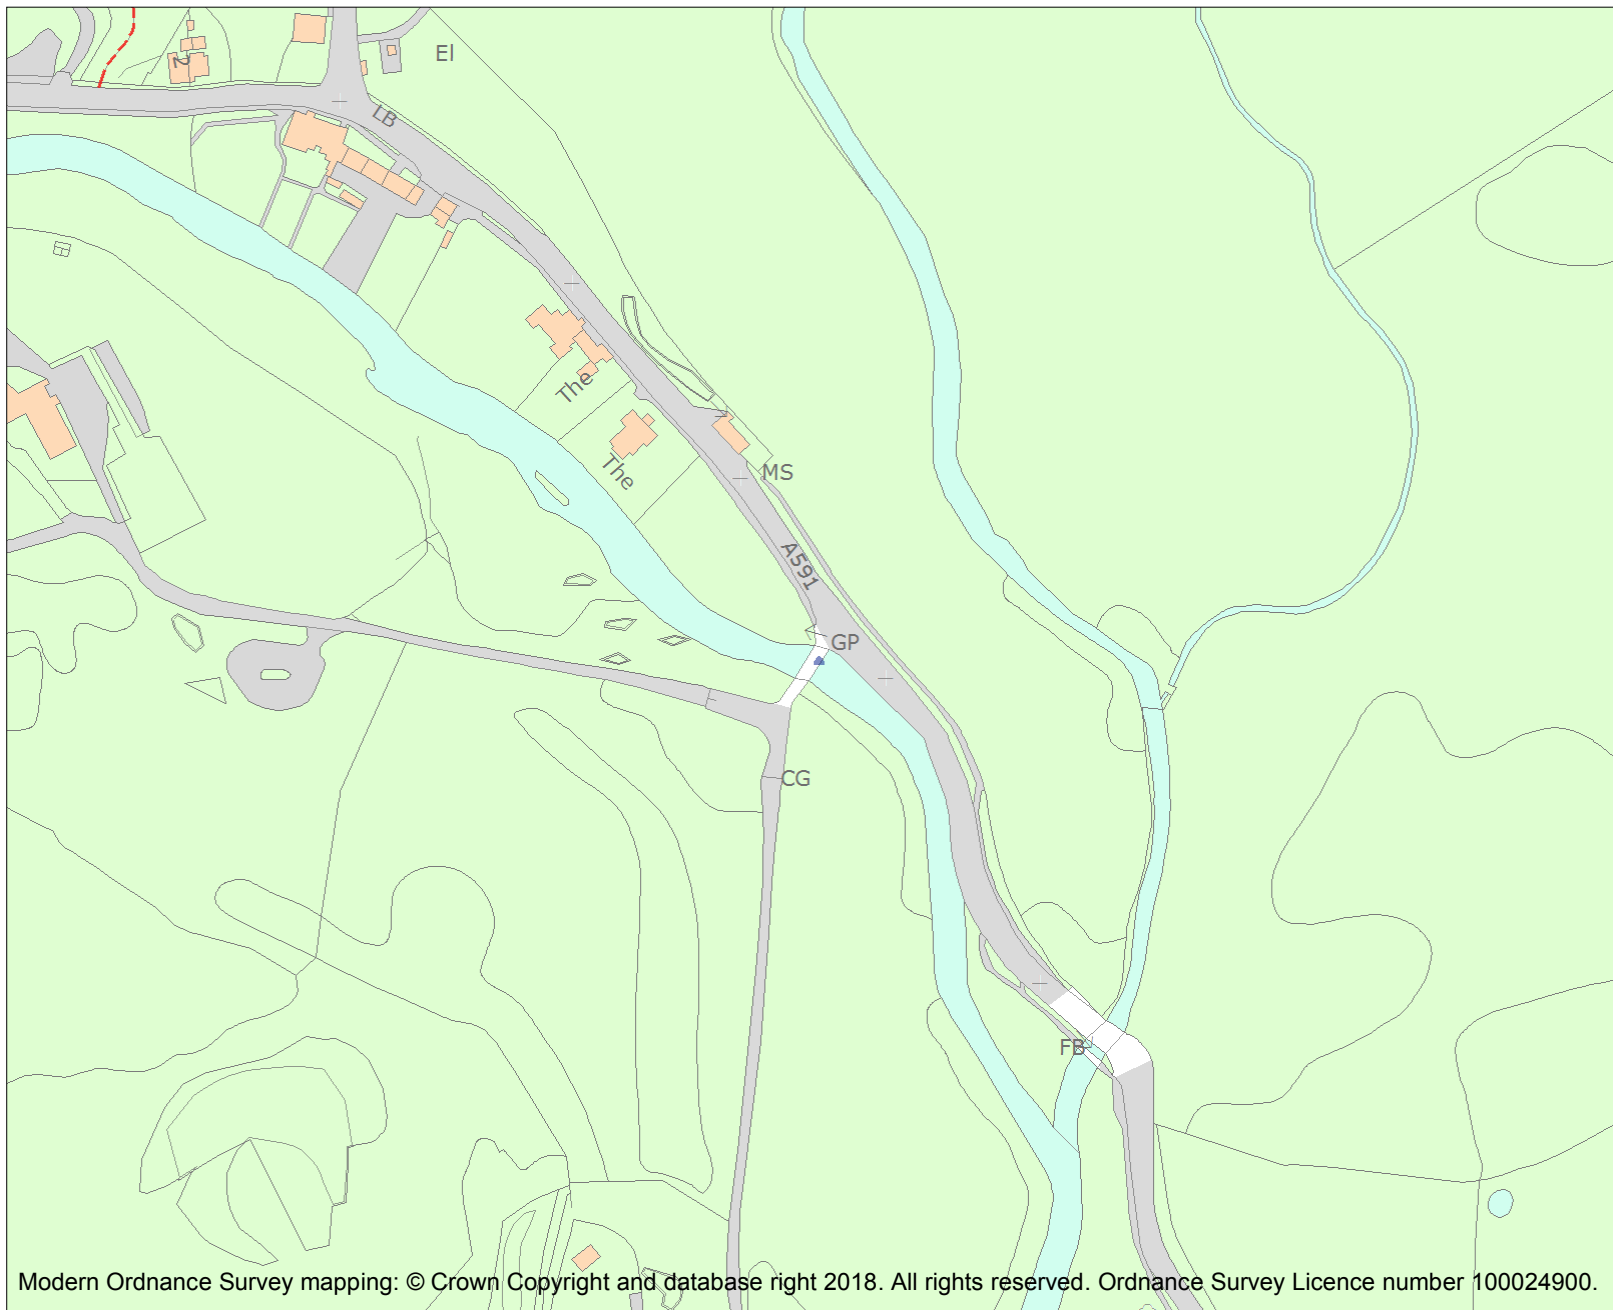 El
2
LB
The
The
MS
A591
GP
CG
FB
Modern Ordnance Survey mapping: © Crown Copyright and database right 2018. All rights reserved. Ordnance Survey Licence number 100024900.